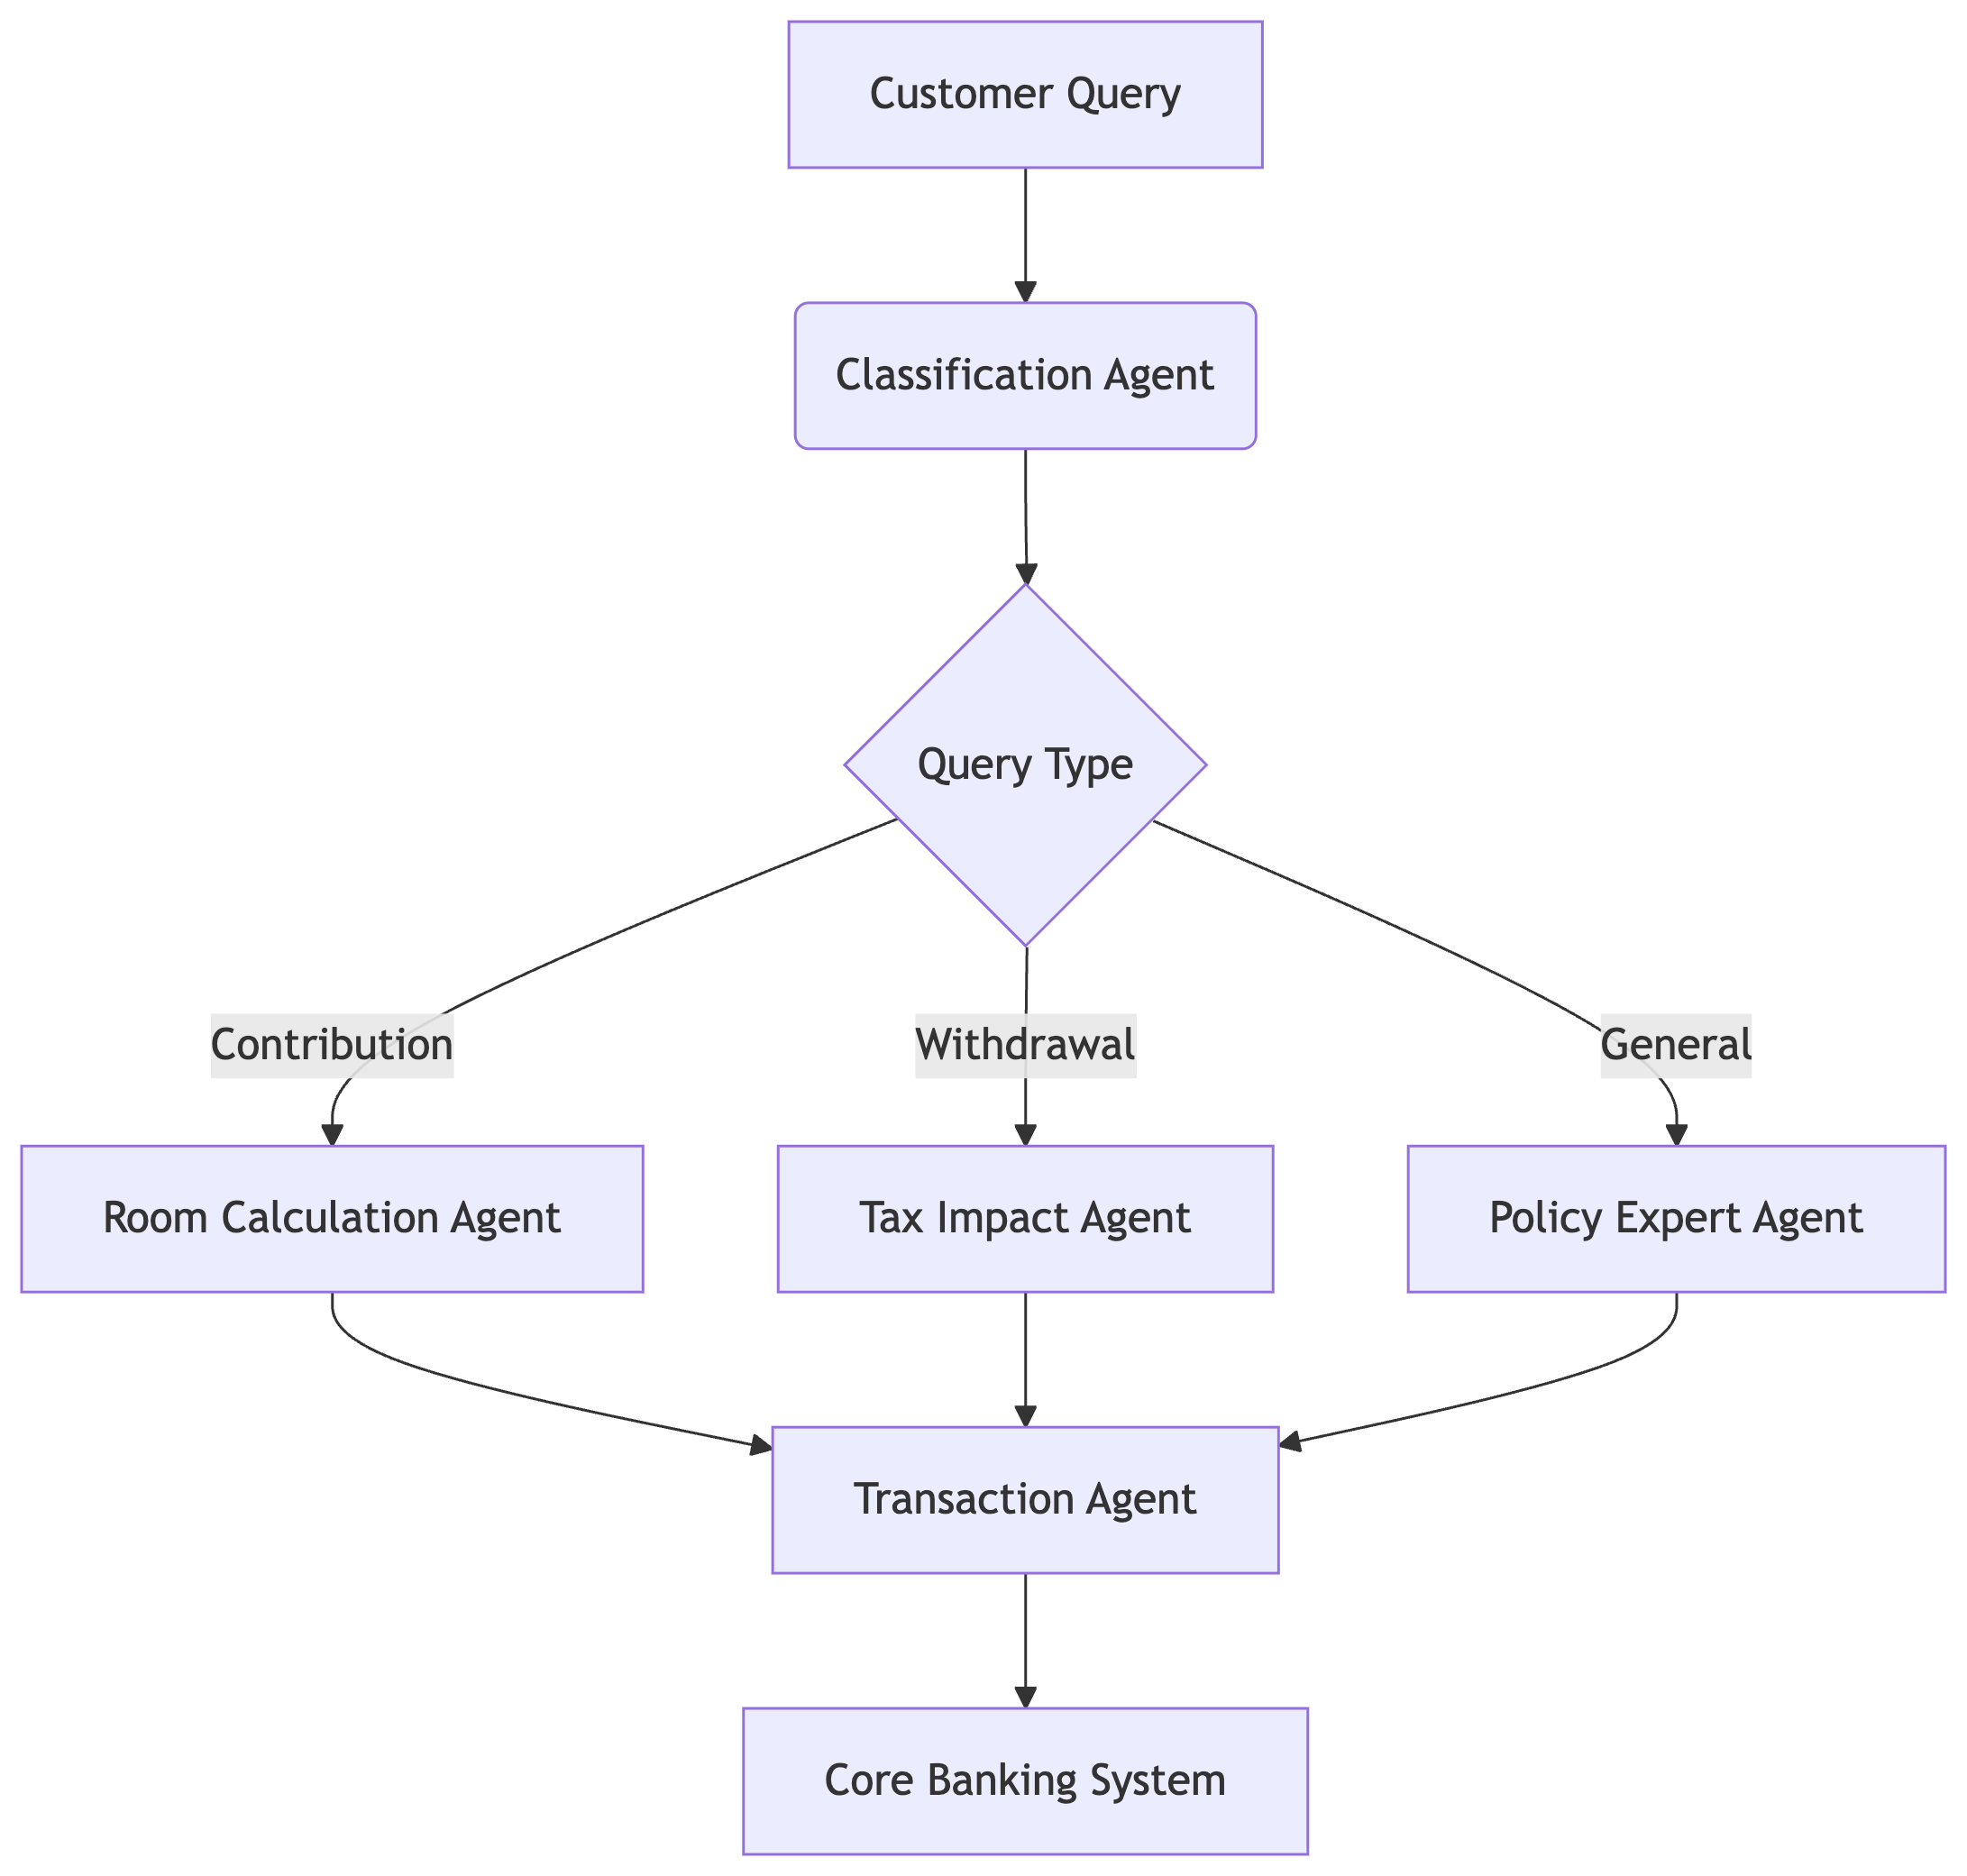 Customer Query
Classification Agent
Query Type
Contribution
Withdrawal
General
Room Calculation Agent
Tax Impact Agent
Policy Expert Agent
Transaction Agent
Core Banking System